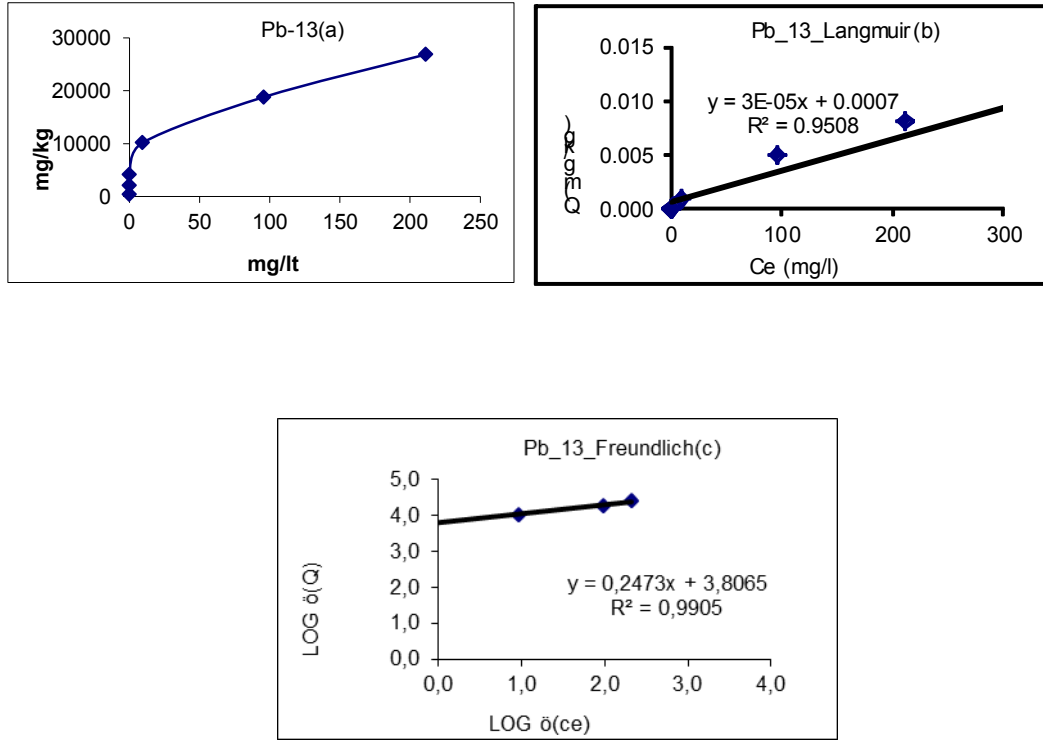 Pb-13(a)
30000
20000
10000
0
mg/kg
0 50 100 150 200 250
mg/lt
Pb_13_Langmuir(b)
0.015
0.010
0.005
0.000
y = 3E-05x + 0.0007
R² = 0.9508
Q(mg/kg)
0 100 200 300
Ce (mg/l)
Pb_13_Freundlich(c)
5,0
4,0
3,0
2,0
1,0
0,0
LOG ö(Q)
y = 0,2473x + 3,8065
R² = 0,9905
0,0 1,0 2,0 3,0 4,0
LOG ö(ce)